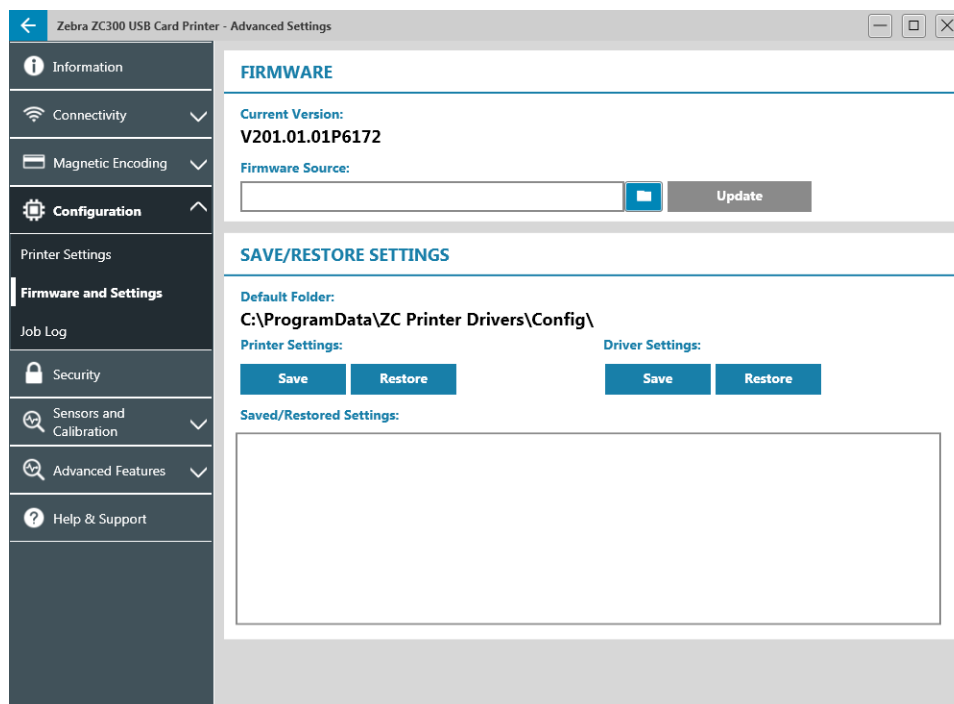 Zebra ZC300 USB Card Printer - Advanced Settings
Information
Connectivity
Magnetic Encoding
Configuration
Printer Settings
Firmware and Settings
Job Log
Security
Sensors and
Calibration
Advanced Features
Help & Support
FIRMWARE
Current Version:
V201.01.01P6172
Firmware Source:
Update
SAVE/RESTORE SETTINGS
Default Folder:
C:\ProgramData\ZC Printer Drivers\Config\
Printer Settings: Driver Settings:
Save Restore Save Restore
Saved/Restored Settings: